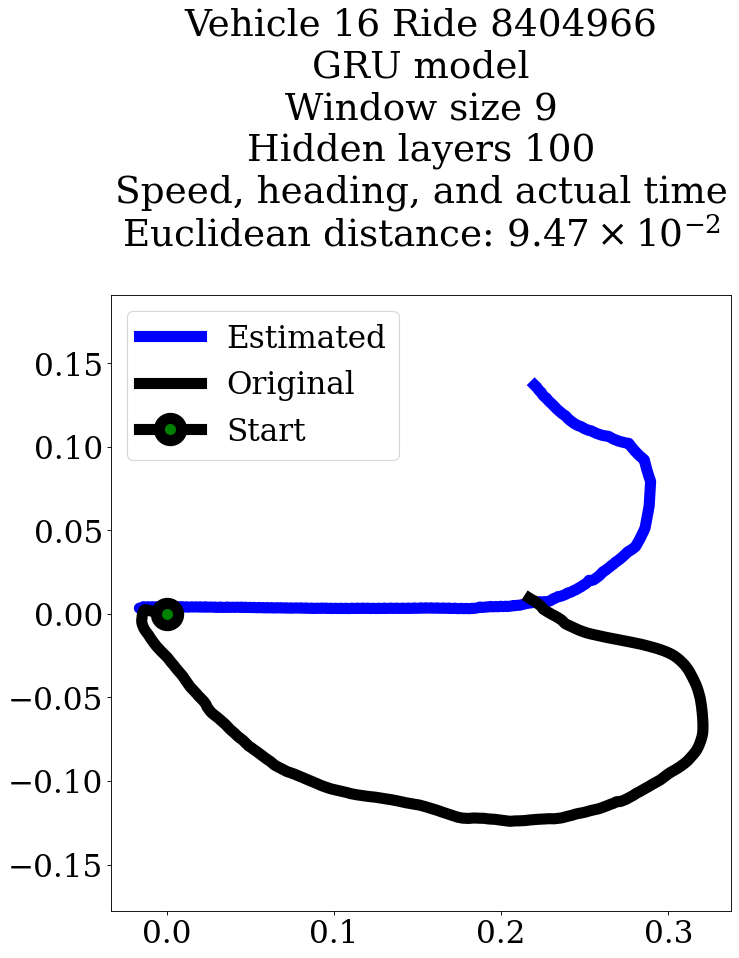 Vehicle 16 Ride 8404966
GRU model
Window size 9
Hidden layers 100
Speed, heading, and actual time
Euclidean distance: 9.47 × 10⁻²
Estimated
Original
Start
0.15
0.10
0.05
0.00
−0.05
−0.10
−0.15
0.0 0.1 0.2 0.3